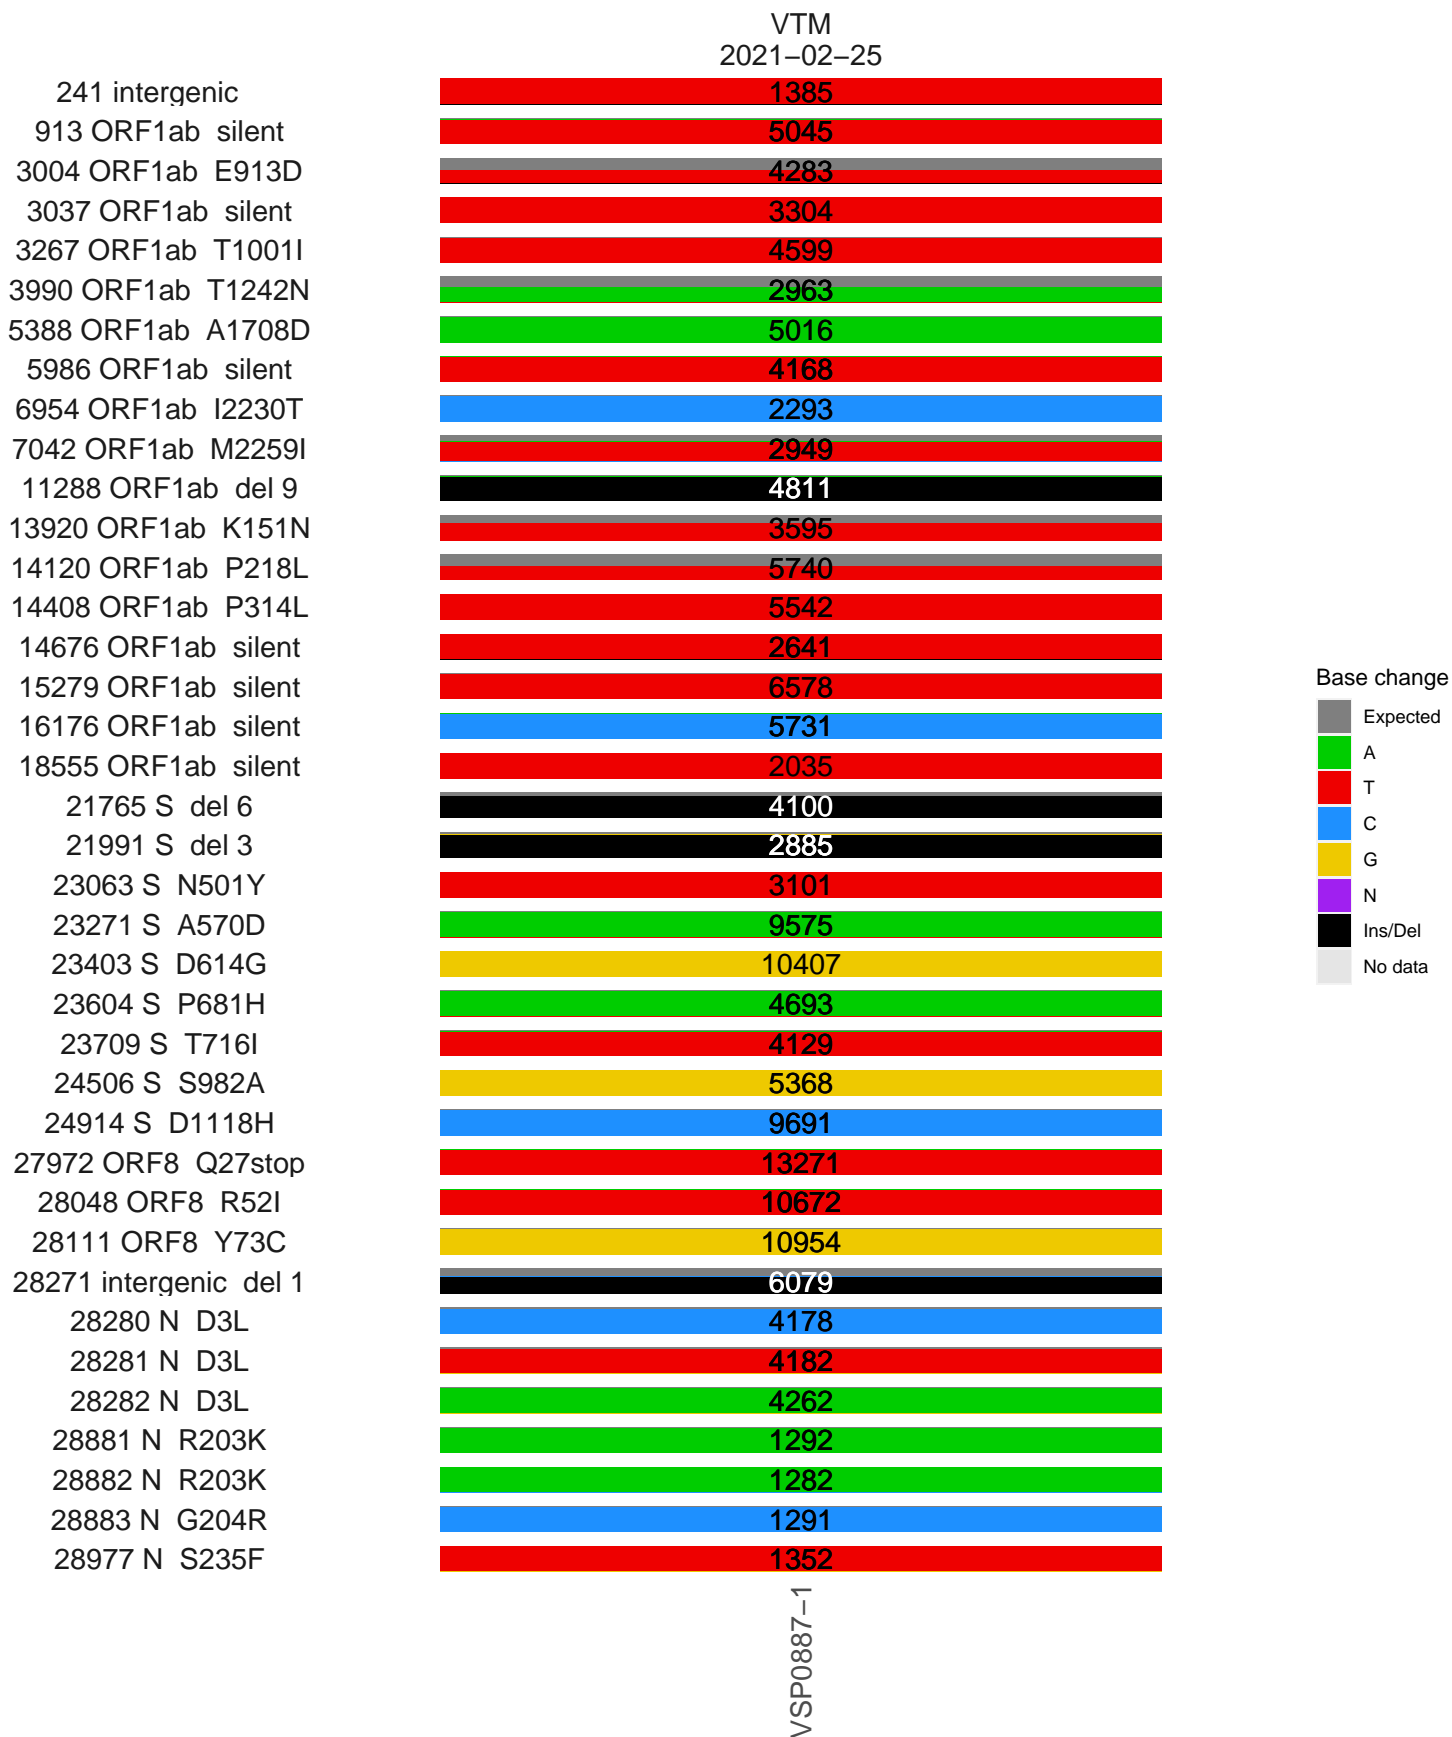 VTM
2021−02−25
241 intergenic 1385
913 ORF1ab silent 5045
3004 ORF1ab E913D 4283
3037 ORF1ab silent 3304
3267 ORF1ab T1001I 4599
3990 ORF1ab T1242N 2963
5388 ORF1ab A1708D 5016
5986 ORF1ab silent 4168
6954 ORF1ab I2230T 2293
7042 ORF1ab M2259I 2949
11288 ORF1ab del 9 4811
13920 ORF1ab K151N 3595
14120 ORF1ab P218L 5740
14408 ORF1ab P314L 5542
14676 ORF1ab silent 2641
15279 ORF1ab silent 6578
16176 ORF1ab silent 5731
18555 ORF1ab silent 2035
21765 S del 6 4100
21991 S del 3 2885
23063 S N501Y 3101
23271 S A570D 9575
23403 S D614G 10407
23604 S P681H 4693
23709 S T716I 4129
24506 S S982A 5368
24914 S D1118H 9691
27972 ORF8 Q27stop 13271
28048 ORF8 R52I 10672
28111 ORF8 Y73C 10954
28271 intergenic del 1 6079
28280 N D3L 4178
28281 N D3L 4182
28282 N D3L 4262
28881 N R203K 1292
28882 N R203K 1282
28883 N G204R 1291
28977 N S235F 1352
VSP0887−1
Base change
Expected
A
T
C
G
N
Ins/Del
No data